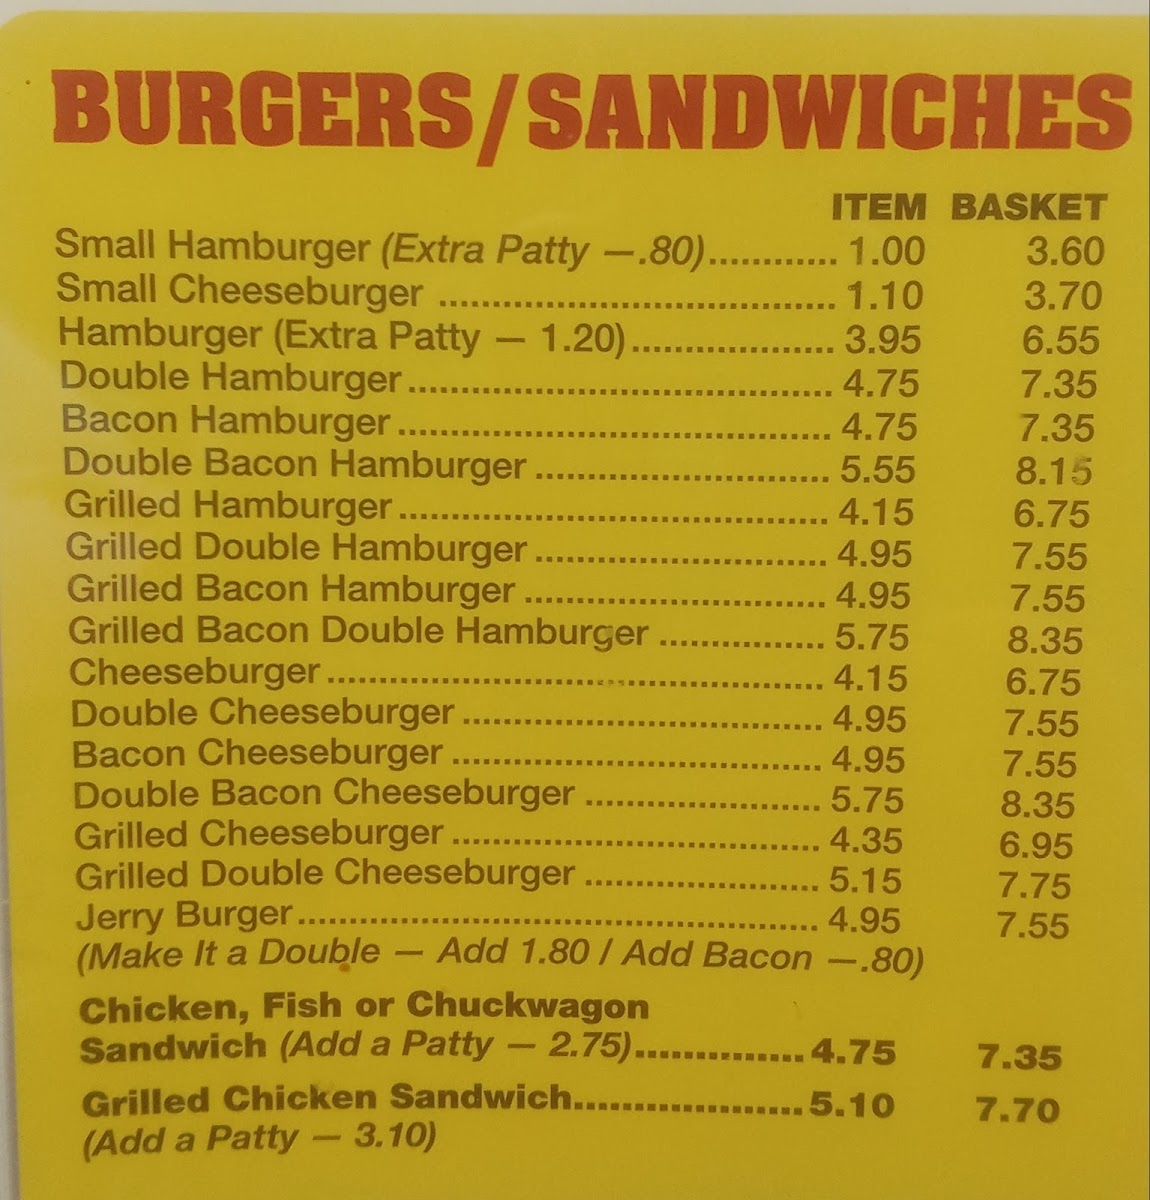 BURGERS/SANDWICHES
ITEM BASKET
Small Hamburger (Extra Patty —.80)............ 1.00 3.60
Small Cheeseburger ...................................... 1.10 3.70
Hamburger (Extra Patty — 1.20)................... 3.95 6.55
Double Hamburger......................................... 4.75 7.35
Bacon Hamburger.......................................... 4.75 7.35
Double Bacon Hamburger............................ 5.55 8.15
Grilled Hamburger......................................... 4.15 6.75
Grilled Double Hamburger............................ 4.95 7.55
Grilled Bacon Hamburger ............................. 4.95 7.55
Grilled Bacon Double Hamburger ................ 5.75 8.35
Cheeseburger................................................ 4.15 6.75
Double Cheeseburger ................................... 4.95 7.55
Bacon Cheeseburger .................................... 4.95 7.55
Double Bacon Cheeseburger ....................... 5.75 8.35
Grilled Cheeseburger .................................... 4.35 6.95
Grilled Double Cheeseburger ....................... 5.15 7.75
Jerry Burger................................................... 4.95 7.55
(Make It a Double — Add 1.80 / Add Bacon —.80)
Chicken, Fish or Chuckwagon
Sandwich (Add a Patty — 2.75)................ 4.75 7.35
Grilled Chicken Sandwich...................... 5.10 7.70
(Add a Patty — 3.10)